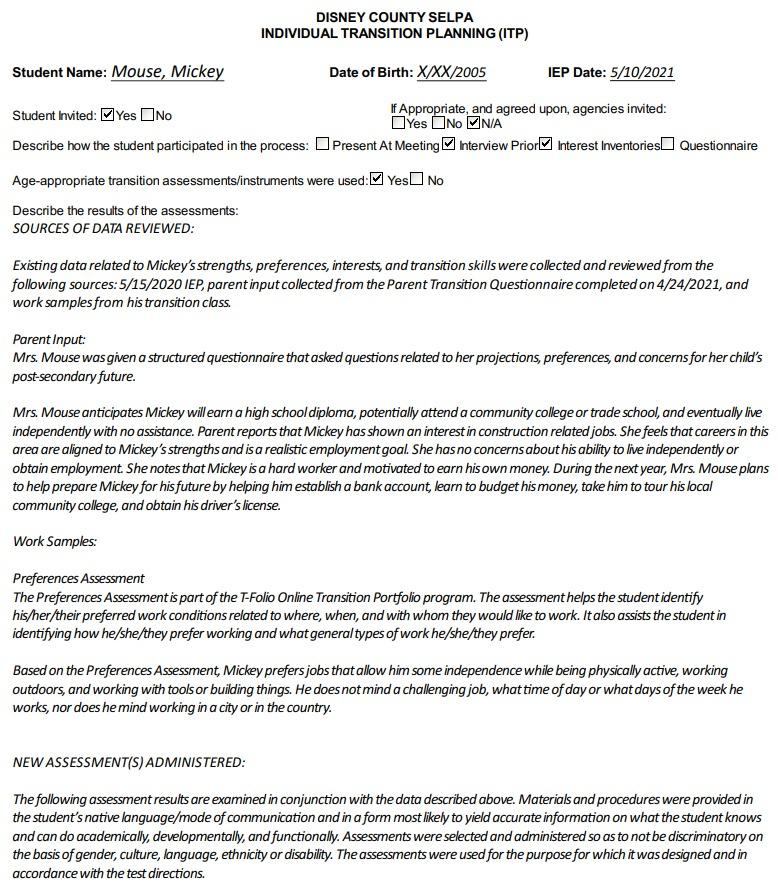 DISNEY COUNTY SELPA
INDIVIDUAL TRANSITION PLANNING (ITP)
Student Name: Mouse, Mickey Date of Birth: X/XX/2005 IEP Date: 5/10/2021
If Appropriate, and agreed upon, agencies invited:
Student Invited: ☑Yes ☐No ☐Yes ☐No ☑N/A
Describe how the student participated in the process: ☐ Present At Meeting ☑ Interview Prior ☑ Interest Inventories ☐ Questionnaire
Age-appropriate transition assessments/instruments were used: ☑ Yes ☐ No
Describe the results of the assessments:
SOURCES OF DATA REVIEWED:
Existing data related to Mickey's strengths, preferences, interests, and transition skills were collected and reviewed from the
following sources: 5/15/2020 IEP, parent input collected from the Parent Transition Questionnaire completed on 4/24/2021, and
work samples from his transition class.
Parent Input:
Mrs. Mouse was given a structured questionnaire that asked questions related to her projections, preferences, and concerns for her child's
post-secondary future.
Mrs. Mouse anticipates Mickey will earn a high school diploma, potentially attend a community college or trade school, and eventually live
independently with no assistance. Parent reports that Mickey has shown an interest in construction related jobs. She feels that careers in this
area are aligned to Mickey's strengths and is a realistic employment goal. She has no concerns about his ability to live independently or
obtain employment. She notes that Mickey is a hard worker and motivated to earn his own money. During the next year, Mrs. Mouse plans
to help prepare Mickey for his future by helping him establish a bank account, learn to budget his money, take him to tour his local
community college, and obtain his driver's license.
Work Samples:
Preferences Assessment
The Preferences Assessment is part of the T-Folio Online Transition Portfolio program. The assessment helps the student identify
his/her/their preferred work conditions related to where, when, and with whom they would like to work. It also assists the student in
identifying how he/she/they prefer working and what general types of work he/she/they prefer.
Based on the Preferences Assessment, Mickey prefers jobs that allow him some independence while being physically active, working
outdoors, and working with tools or building things. He does not mind a challenging job, what time of day or what days of the week he
works, nor does he mind working in a city or in the country.
NEW ASSESSMENT(S) ADMINISTERED:
The following assessment results are examined in conjunction with the data described above. Materials and procedures were provided in
the student's native language/mode of communication and in a form most likely to yield accurate information on what the student knows
and can do academically, developmentally, and functionally. Assessments were selected and administered so as to not be discriminatory on
the basis of gender, culture, language, ethnicity or disability. The assessments were used for the purpose for which it was designed and in
accordance with the test directions.